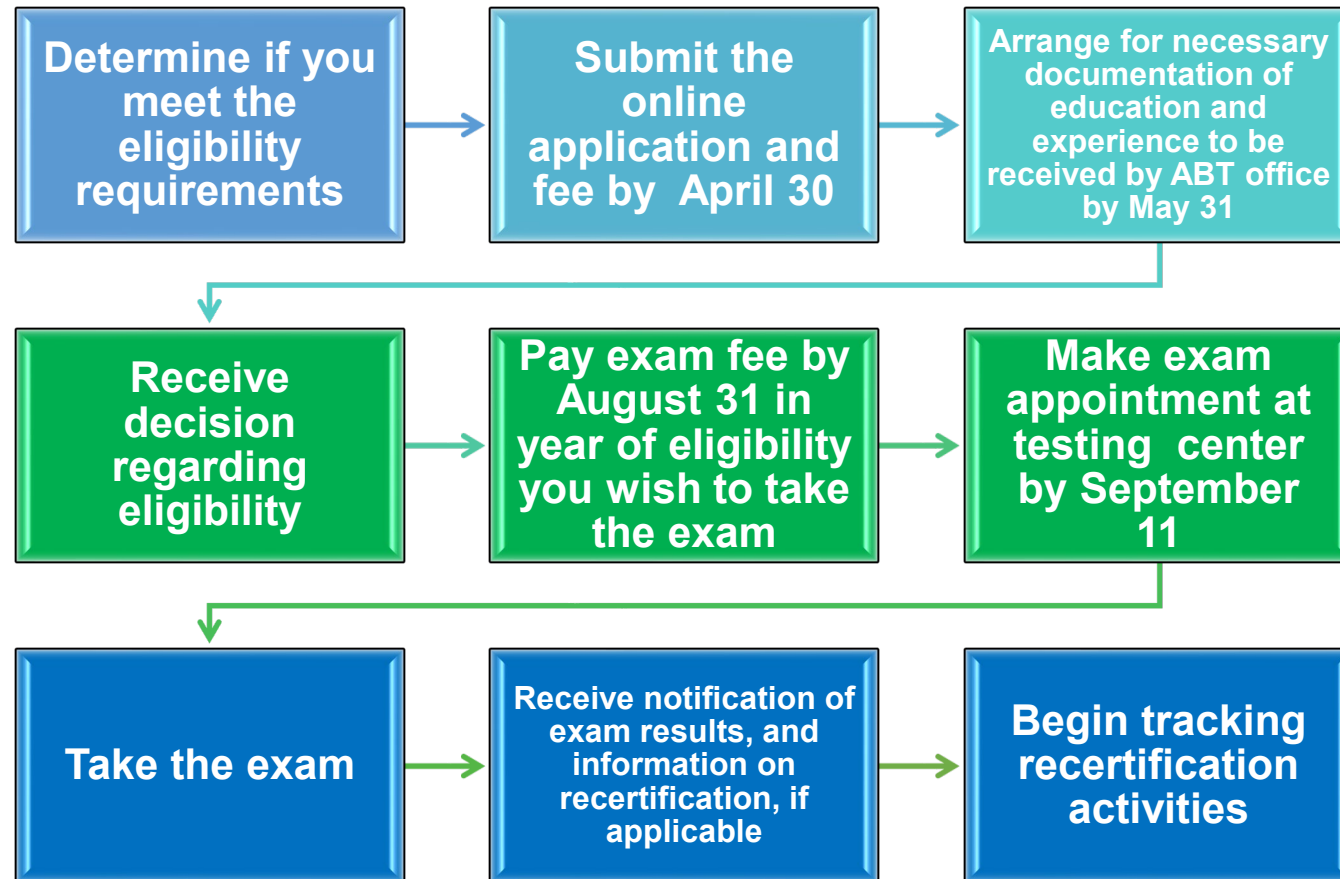 Determine if you
meet the
eligibility
requirements
Submit the
online
application and
fee by April 30
Arrange for necessary
documentation of
education and
experience to be
received by ABT office
by May 31
Receive
decision
regarding
eligibility
Pay exam fee by
August 31 in
year of eligibility
you wish to take
the exam
Make exam
appointment at
testing center
by September
11
Take the exam
Receive notification of
exam results, and
information on
recertification, if
applicable
Begin tracking
recertification
activities